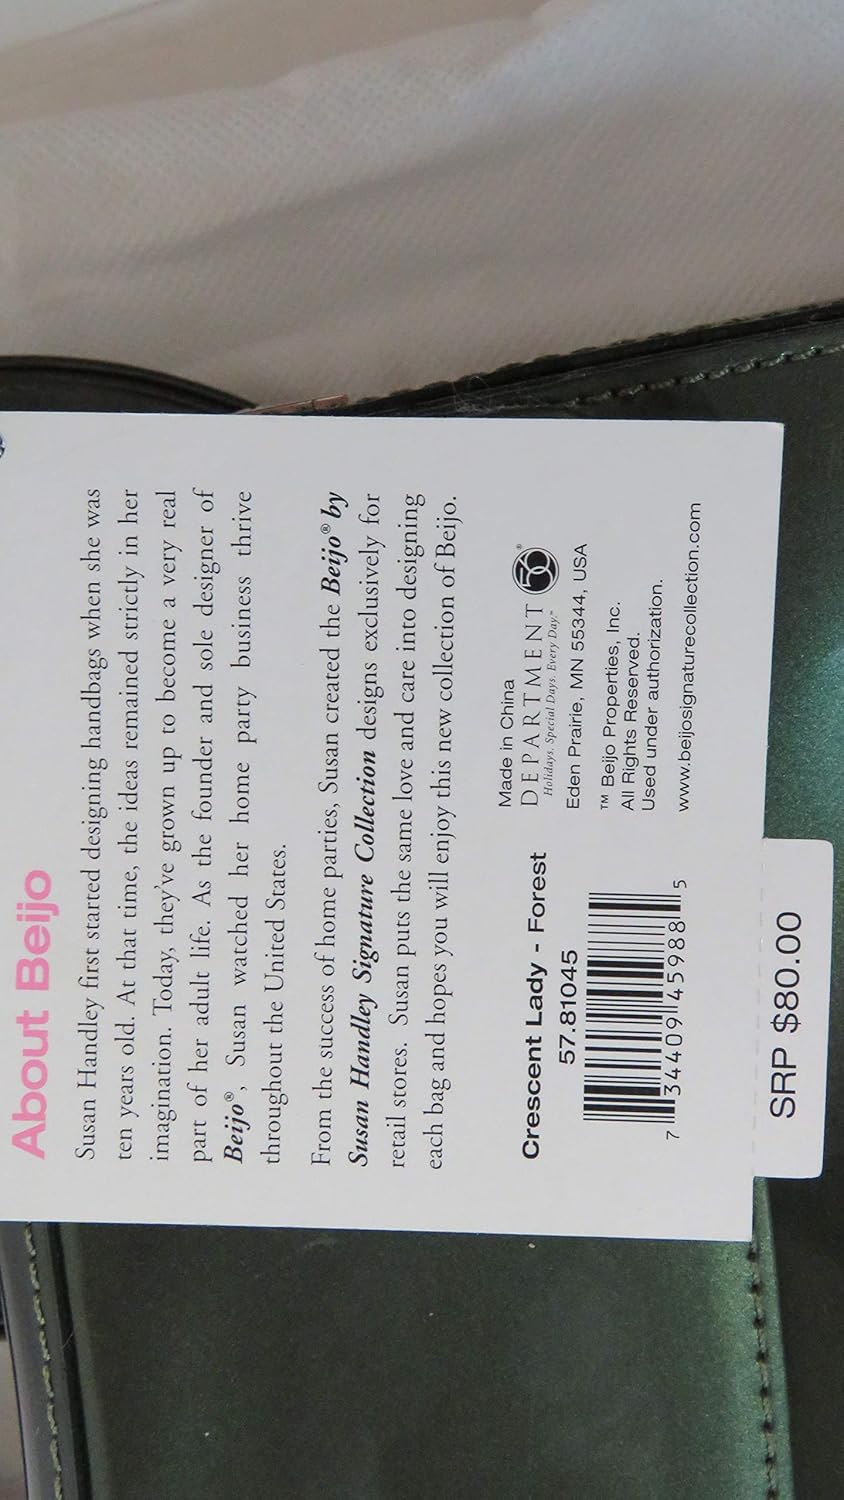 About Beijo
Susan Handley first started designing handbags when she was
ten years old. At that time, the ideas remained strictly in her
imagination. Today, they've grown up to become a very real
part of her adult life. As the founder and sole designer of
Beijo®, Susan watched her home party business thrive
throughout the United States.
From the success of home parties, Susan created the Beijo® by
Susan Handley Signature Collection designs exclusively for
retail stores. Susan puts the same love and care into designing
each bag and hopes you will enjoy this new collection of Beijo.
Crescent Lady - Forest
57.81045
7 34409 45988 5
Made in China
DEPARTMENT 56®
Holidays. Special Days. Every Day.™
Eden Prairie, MN 55344, USA
™ Beijo Properties, Inc.
All Rights Reserved.
Used under authorization.
www.beijosignaturecollection.com
SRP $80.00